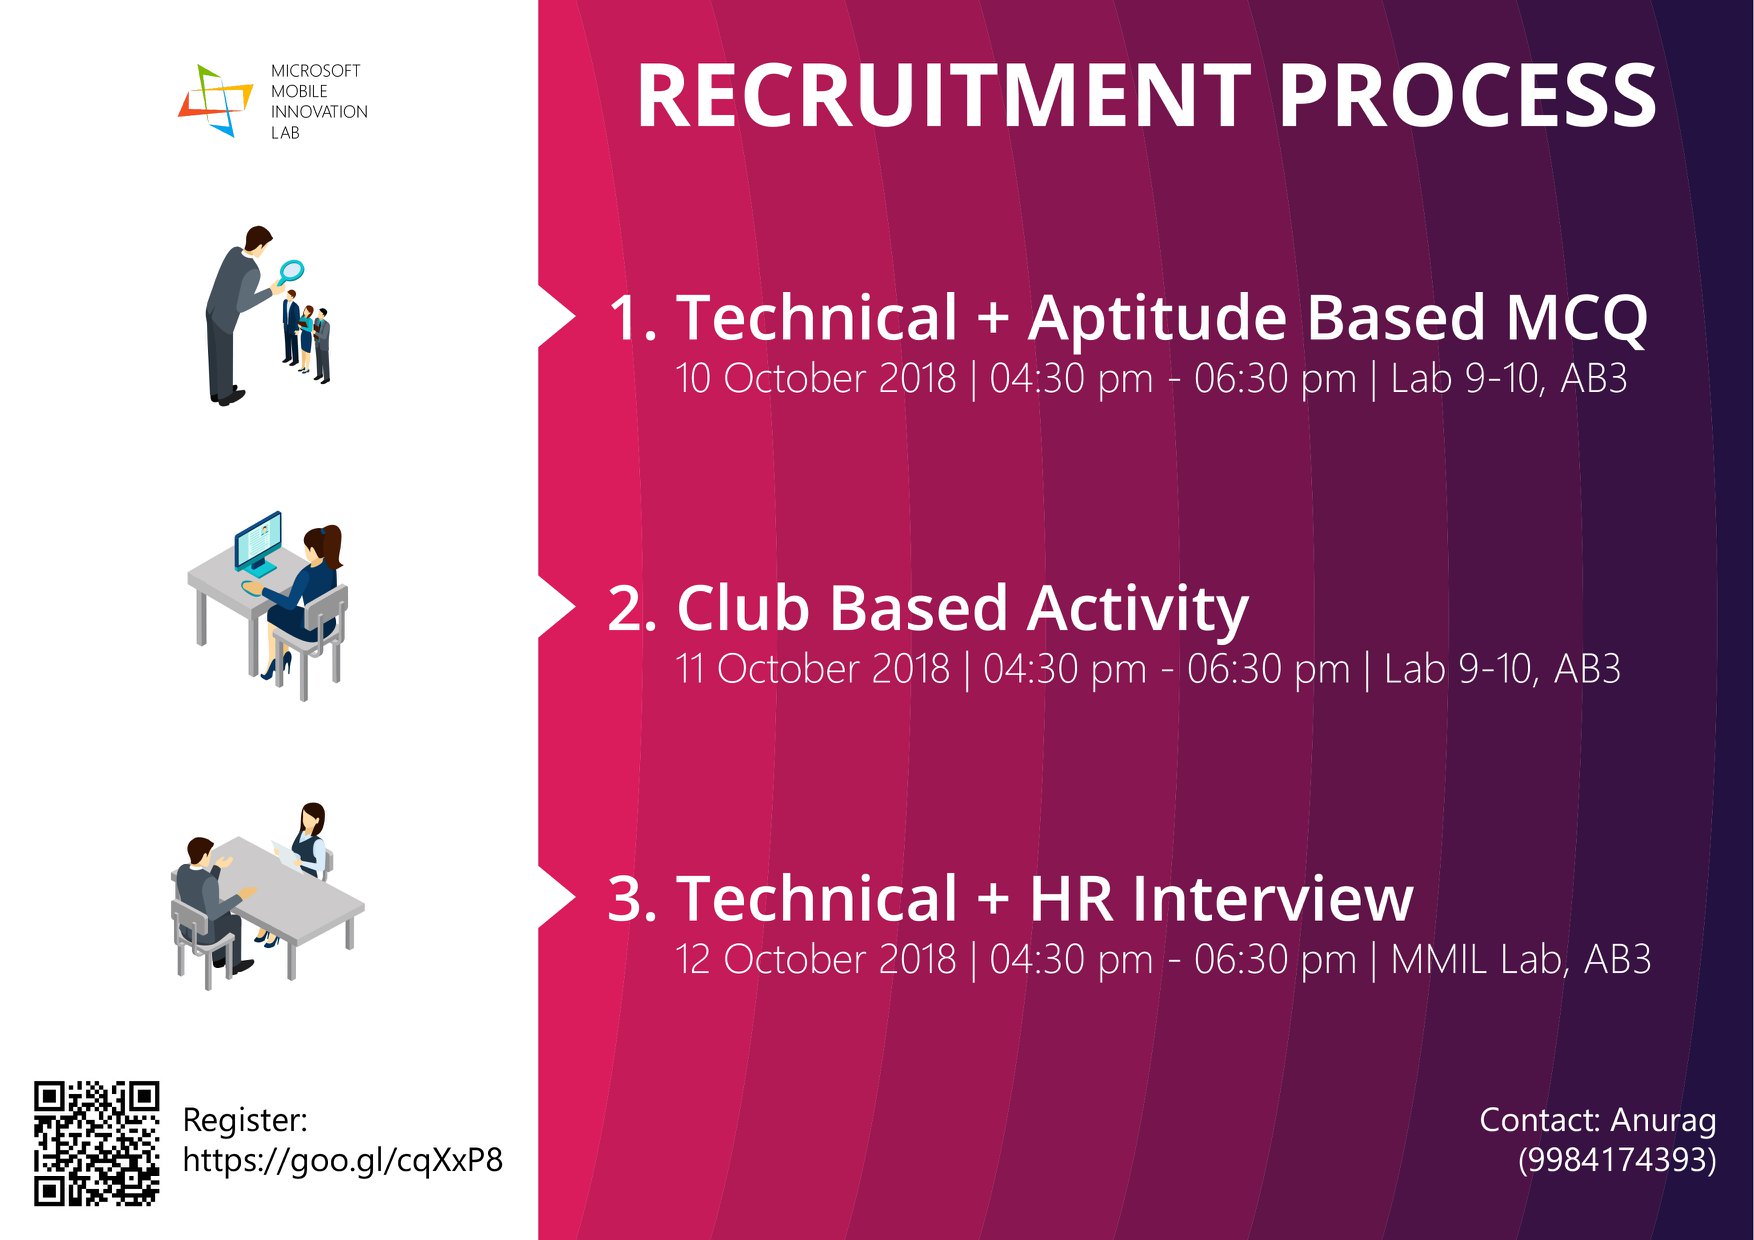 MICROSOFT
MOBILE
INNOVATION
LAB
RECRUITMENT PROCESS
1. Technical + Aptitude Based MCQ
10 October 2018 | 04:30 pm - 06:30 pm | Lab 9-10, AB3
2. Club Based Activity
11 October 2018 | 04:30 pm - 06:30 pm | Lab 9-10, AB3
3. Technical + HR Interview
12 October 2018 | 04:30 pm - 06:30 pm | MMIL Lab, AB3
Register:
https://goo.gl/cqXxP8
Contact: Anurag
(9984174393)